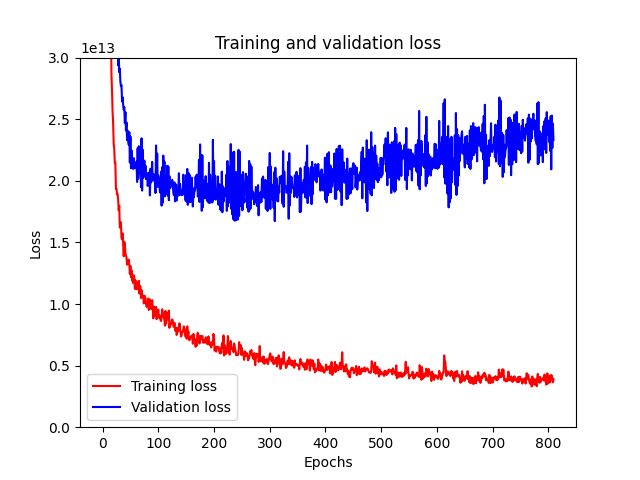 Training and validation loss
1e13
3.0
2.5
2.0
1.5
1.0
0.5
0.0
Loss
Training loss
Validation loss
0 100 200 300 400 500 600 700 800
Epochs